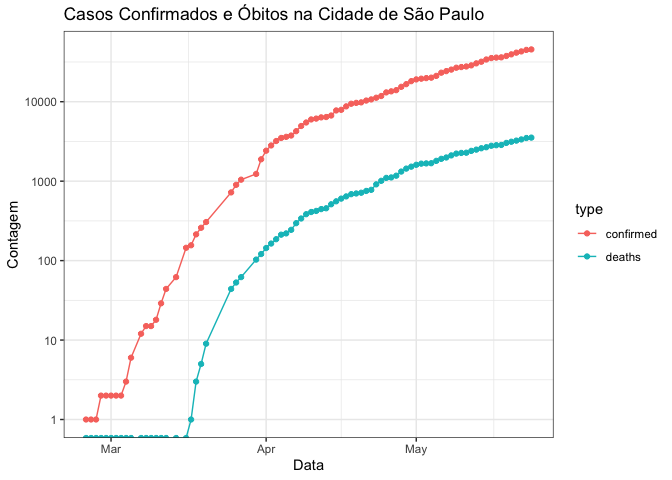 Casos Confirmados e Óbitos na Cidade de São Paulo
10000
1000
100
10
1
Contagem
Mar
Apr
May
Data
type
confirmed
deaths